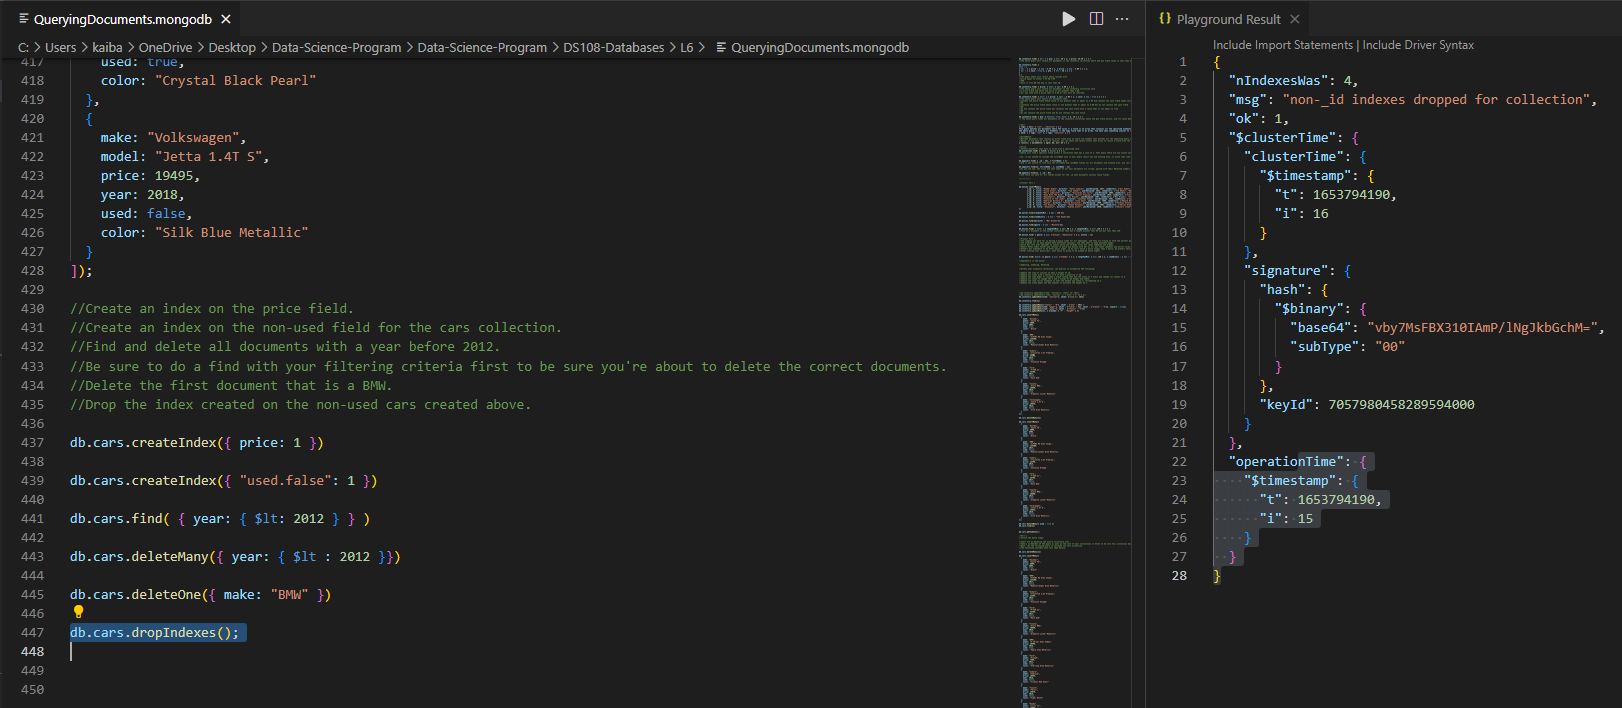 QueryingDocuments.mongodb
C: > Users > kaiba > OneDrive > Desktop > Data-Science-Program > Data-Science-Program > DS108-Databases > L6 > QueryingDocuments.mongodb
417 used: true,
418 color: "Crystal Black Pearl"
419 },
420 {
421 make: "Volkswagen",
422 model: "Jetta 1.4T S",
423 price: 19495,
424 year: 2018,
425 used: false,
426 color: "Silk Blue Metallic"
427 }
428 ]);
429
430 //Create an index on the price field.
431 //Create an index on the non-used field for the cars collection.
432 //Find and delete all documents with a year before 2012.
433 //Be sure to do a find with your filtering criteria first to be sure you're about to delete the correct documents.
434 //Delete the first document that is a BMW.
435 //Drop the index created on the non-used cars created above.
436
437 db.cars.createIndex({ price: 1 })
438
439 db.cars.createIndex({ "used.false": 1 })
440
441 db.cars.find( { year: { $lt: 2012 } } )
442
443 db.cars.deleteMany({ year: { $lt : 2012 }})
444
445 db.cars.deleteOne({ make: "BMW" })
446
447 db.cars.dropIndexes();
448
449
450
{} Playground Result
Include Import Statements | Include Driver Syntax
1 {
2 "nIndexesWas": 4,
3 "msg": "non-_id indexes dropped for collection",
4 "ok": 1,
5 "$clusterTime": {
6 "clusterTime": {
7 "$timestamp": {
8 "t": 1653794190,
9 "i": 16
10 }
11 },
12 "signature": {
13 "hash": {
14 "$binary": {
15 "base64": "vby7MsFBX310IAmP/lNgJkbGchM=",
16 "subType": "00"
17 }
18 },
19 "keyId": 7057980458289594000
20 }
21 },
22 "operationTime": {
23 "$timestamp": {
24 "t": 1653794190,
25 "i": 15
26 }
27 }
28 }